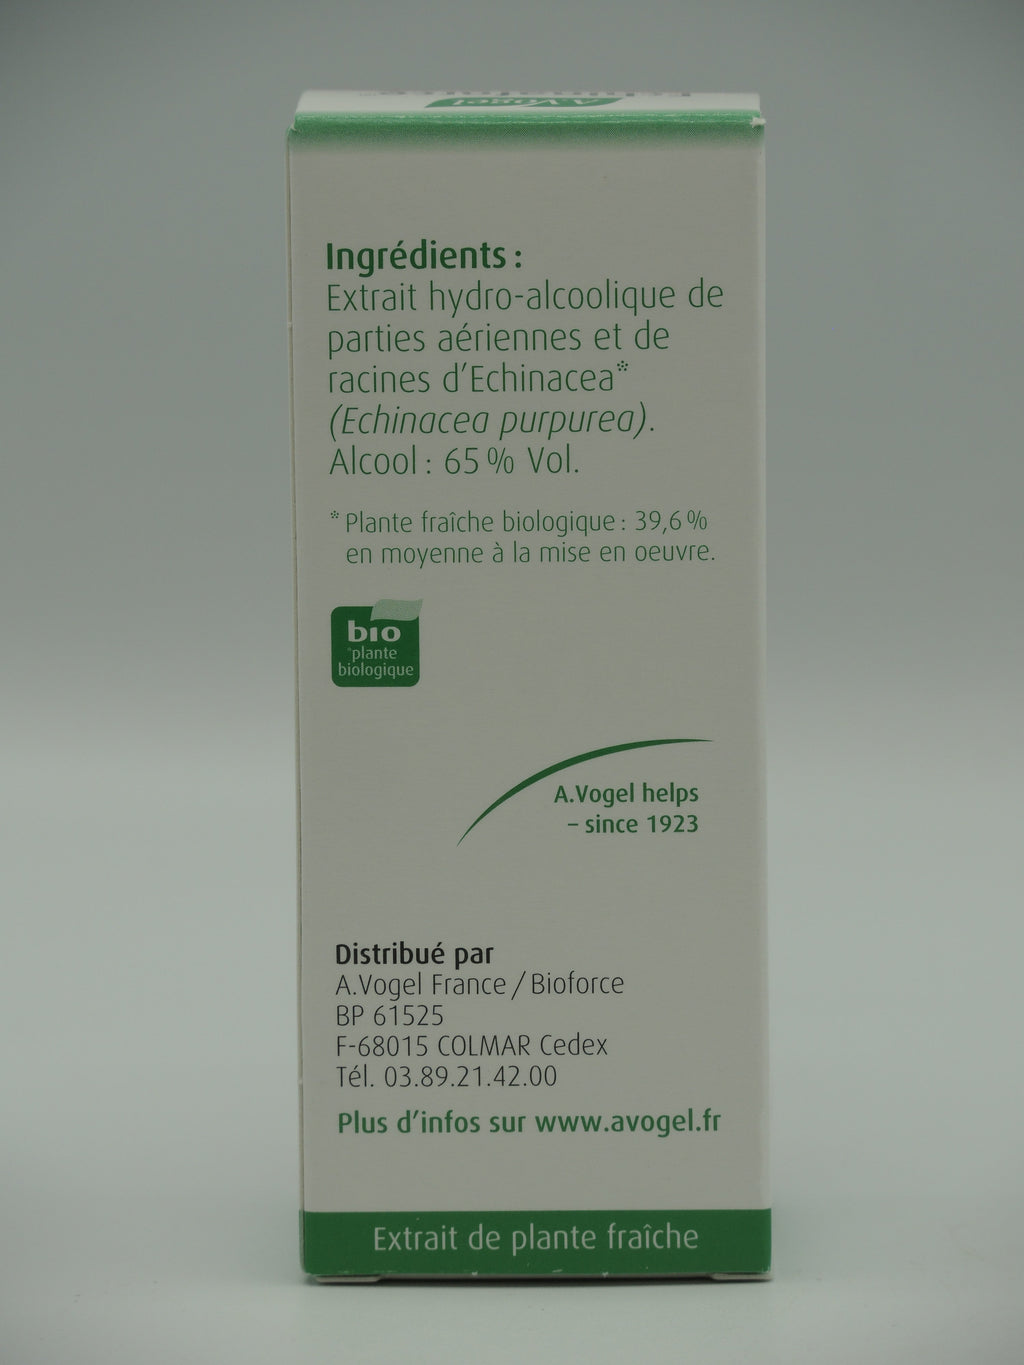 A.Vogel
Ingrédients :
Extrait hydro-alcoolique de
parties aériennes et de
racines d'Echinacea*
(Echinacea purpurea).
Alcool : 65 % Vol.
* Plante fraîche biologique : 39,6 %
en moyenne à la mise en oeuvre.
bio
*plante
biologique
A.Vogel helps
– since 1923
Distribué par
A.Vogel France / Bioforce
BP 61525
F-68015 COLMAR Cedex
Tél. 03.89.21.42.00
Plus d'infos sur www.avogel.fr
Extrait de plante fraîche